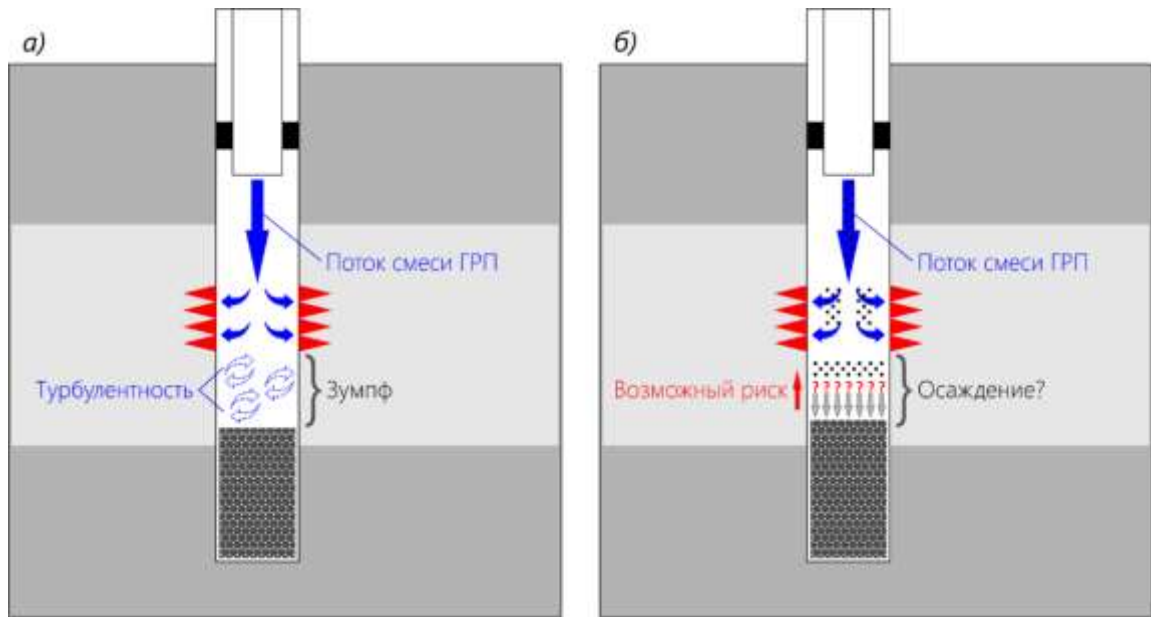 а)
Поток смеси ГРП
Турбулентность
Зумпф
б)
Поток смеси ГРП
Возможный риск
???????
Осаждение?